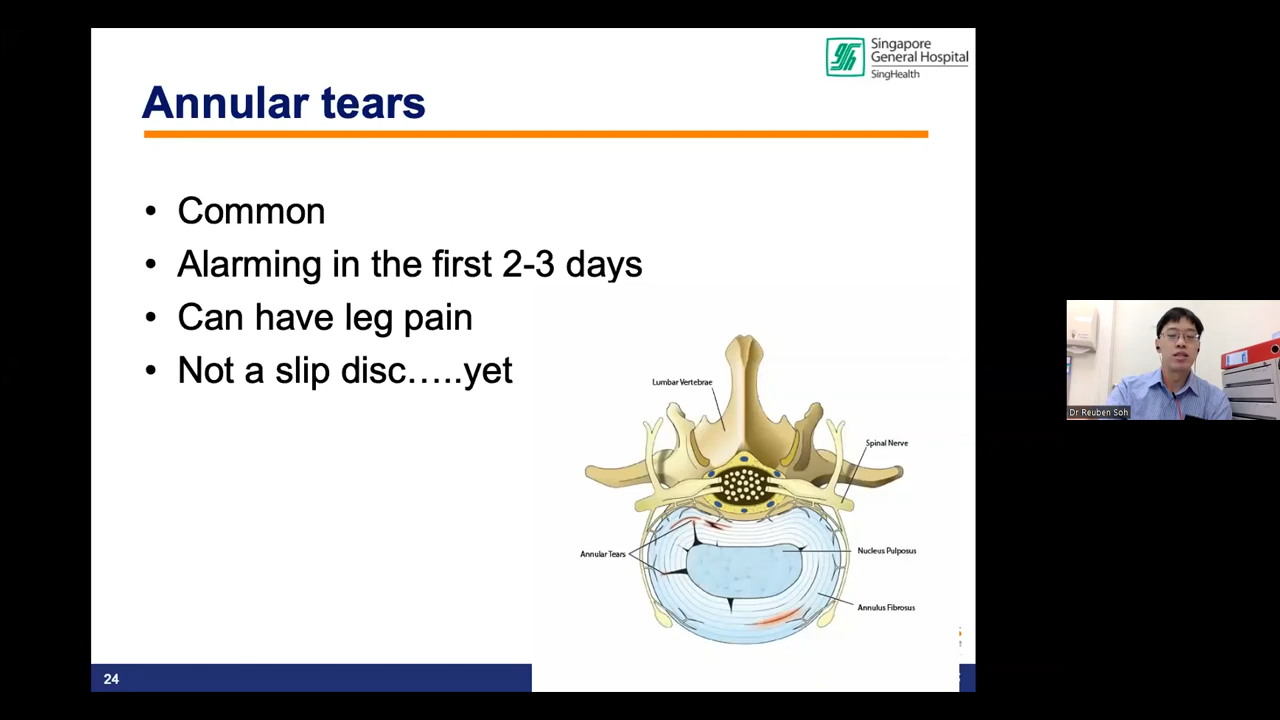 Singapore
General Hospital
SingHealth
Annular tears
• Common
• Alarming in the first 2-3 days
• Can have leg pain
• Not a slip disc…..yet
Lumbar Vertebrae
Spinal Nerve
Annular Tears
Nucleus Pulposus
Annulus Fibrosus
24
Dr Reuben Soh